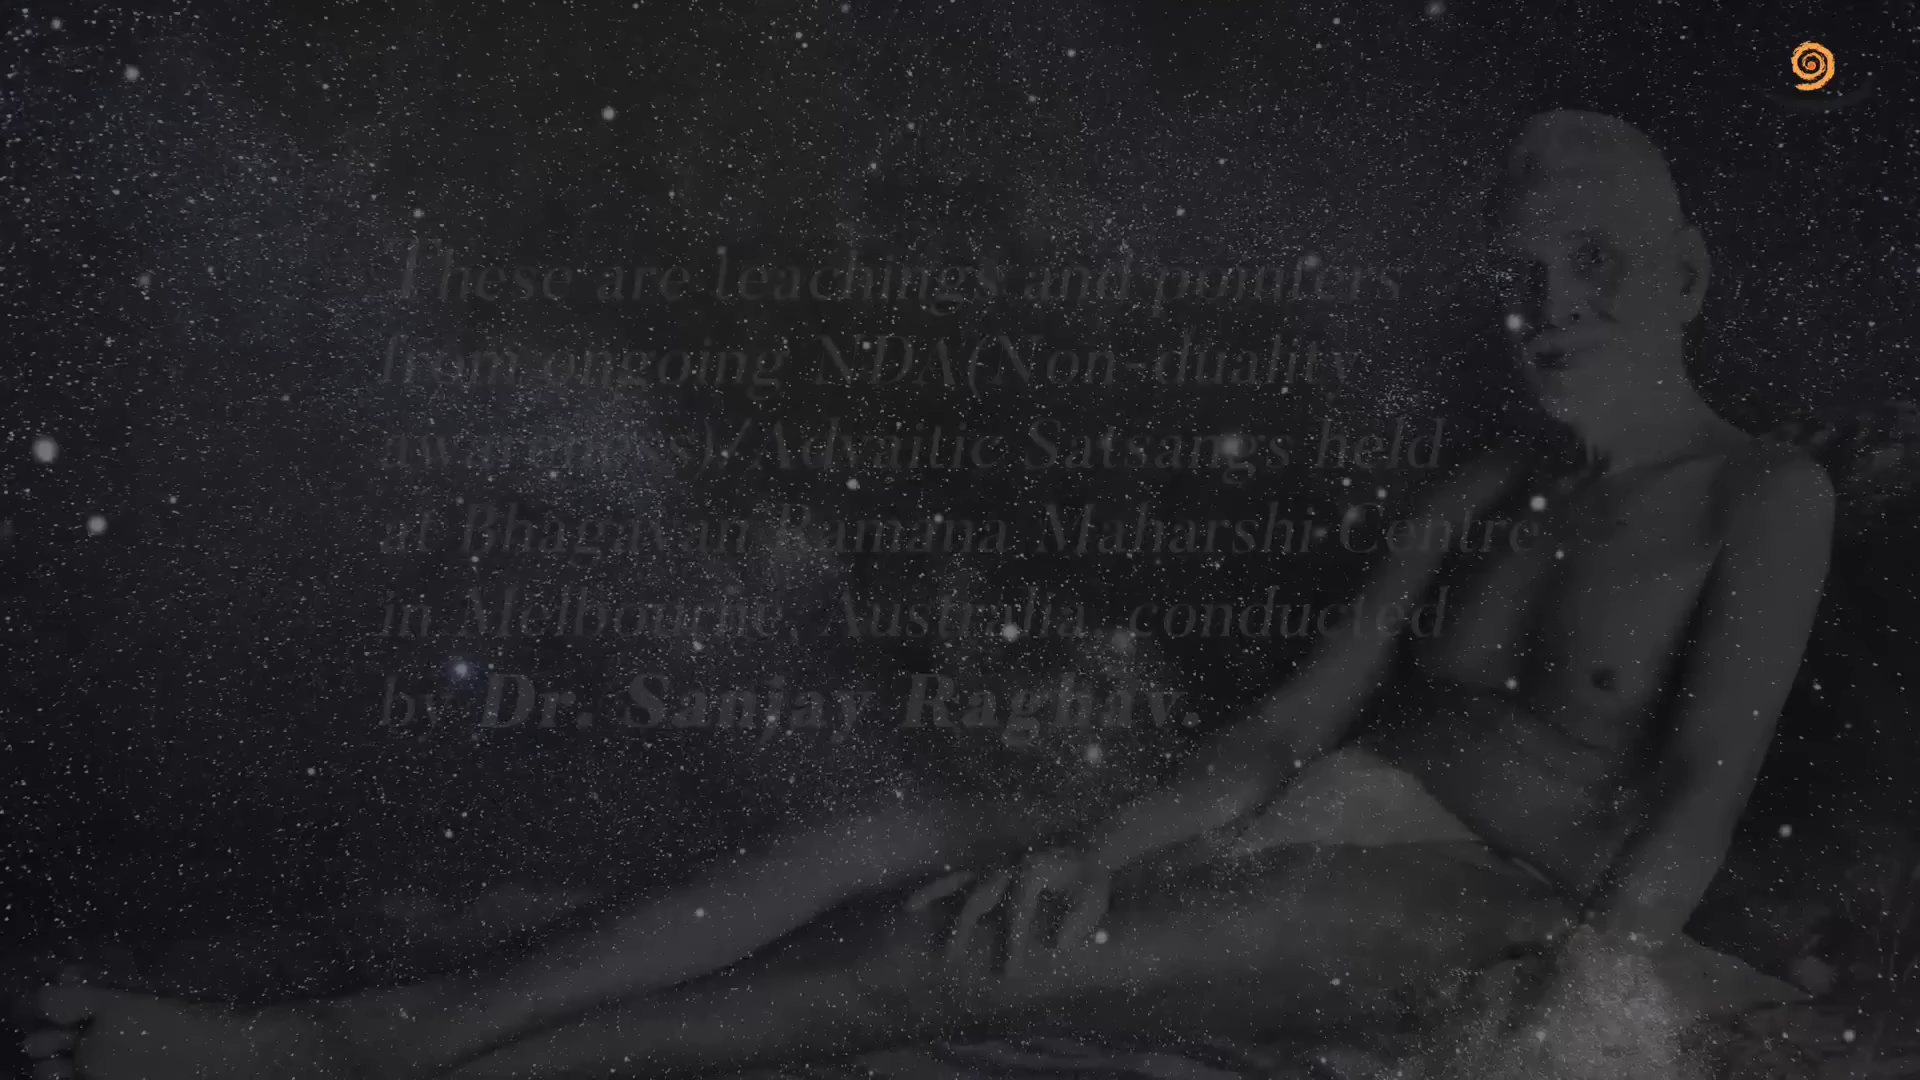 These are teachings and pointers
from ongoing NDA(Non-duality
awareness)/Advaitic Satsangs held
at Bhagavan Ramana Maharshi Centre
in Melbourne, Australia, conducted
by Dr. Sanjay Raghav.